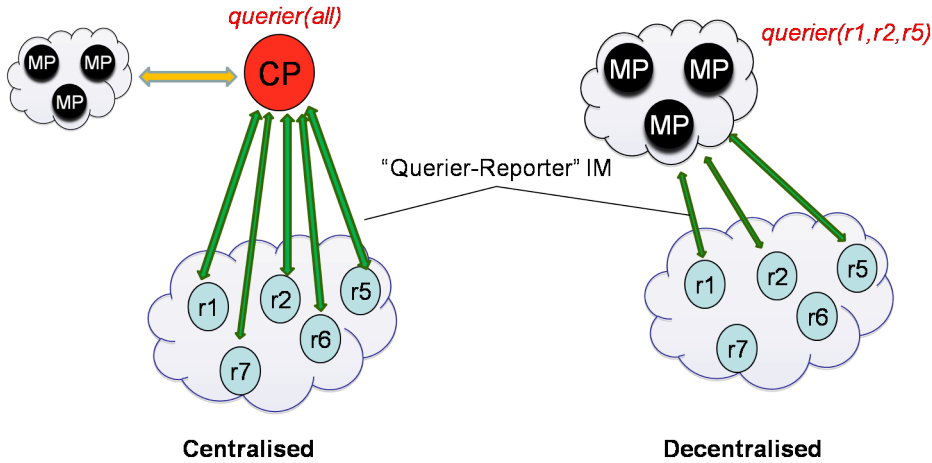 querier(all)
querier(r1,r2,r5)
MP
MP
MP
CP
MP
MP
MP
“Querier-Reporter” IM
r1
r2
r5
r6
r7
r1
r2
r5
r6
r7
Centralised
Decentralised